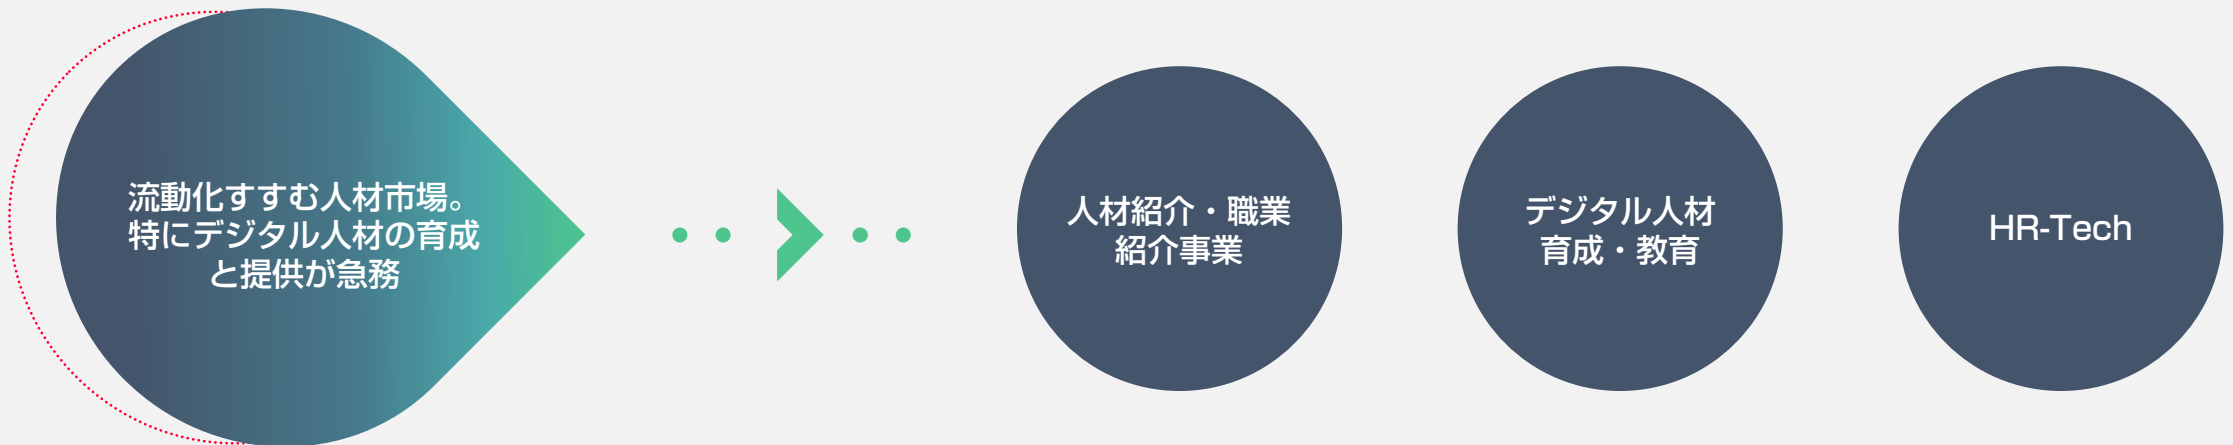 流動化すすむ人材市場。
特にデジタル人材の育成
と提供が急務
人材紹介・職業
紹介事業
デジタル人材
育成・教育
HR-Tech